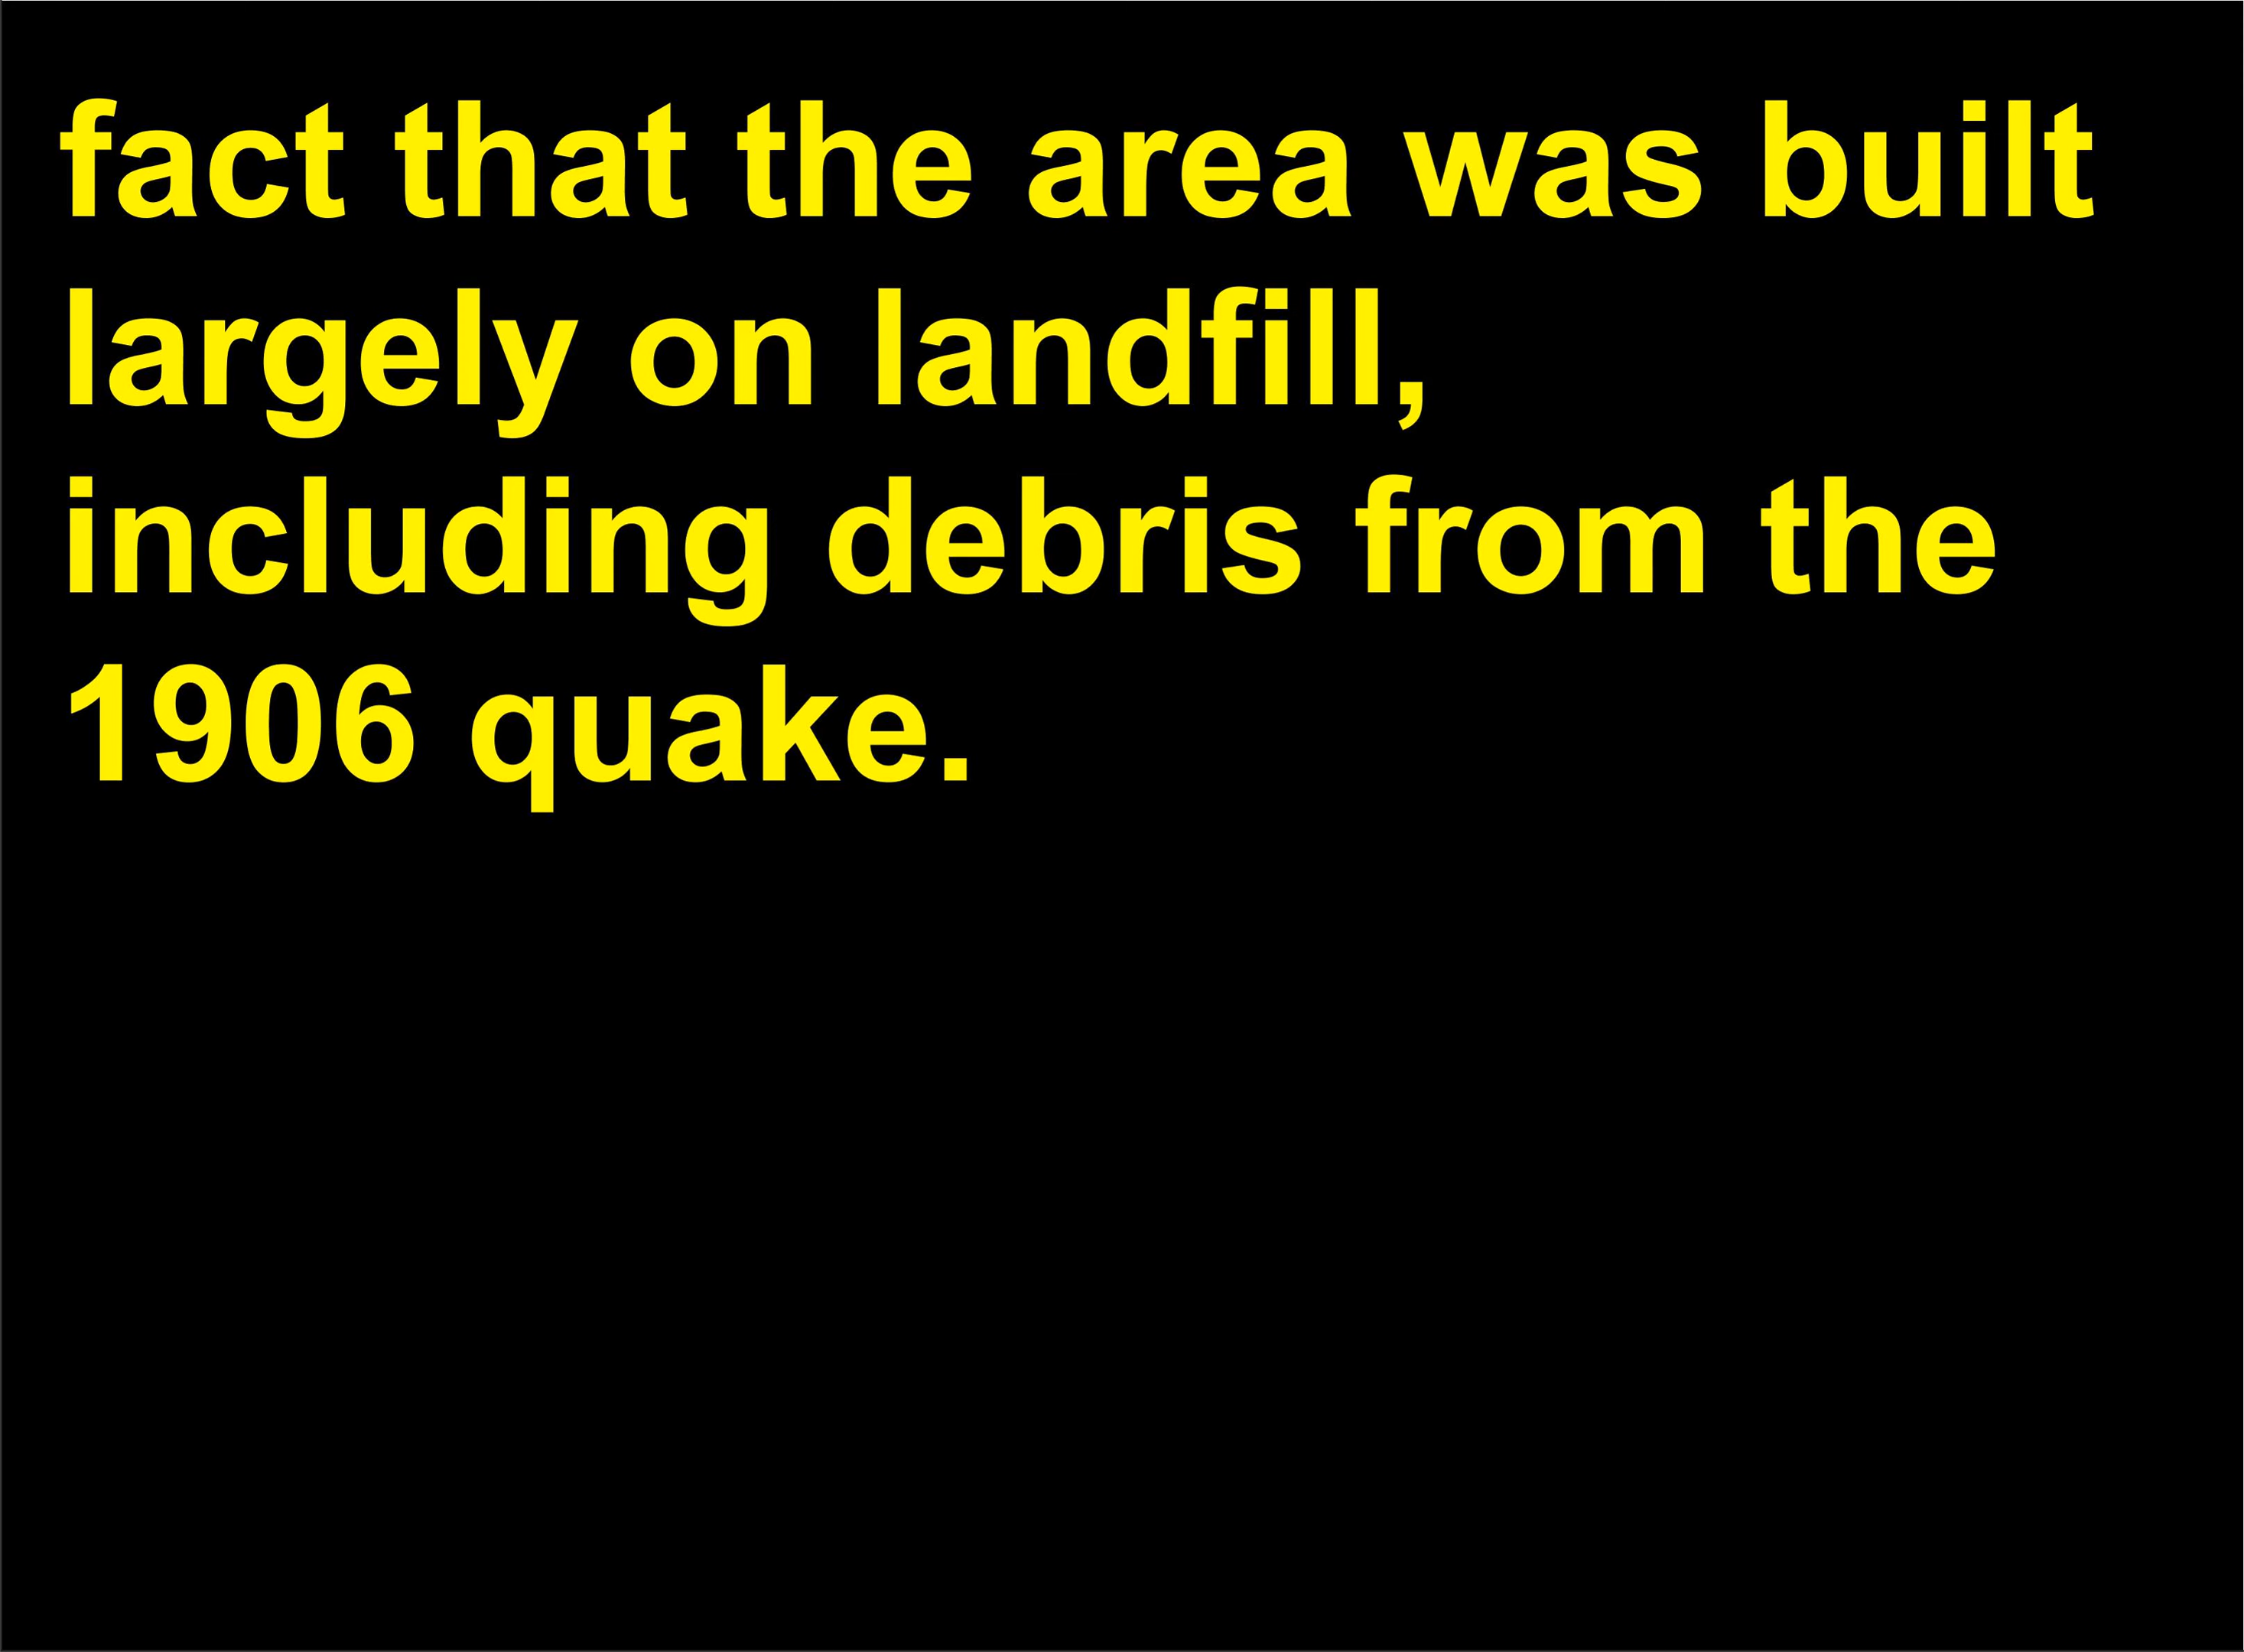 fact that the area was built
largely on landfill,
including debris from the
1906 quake.